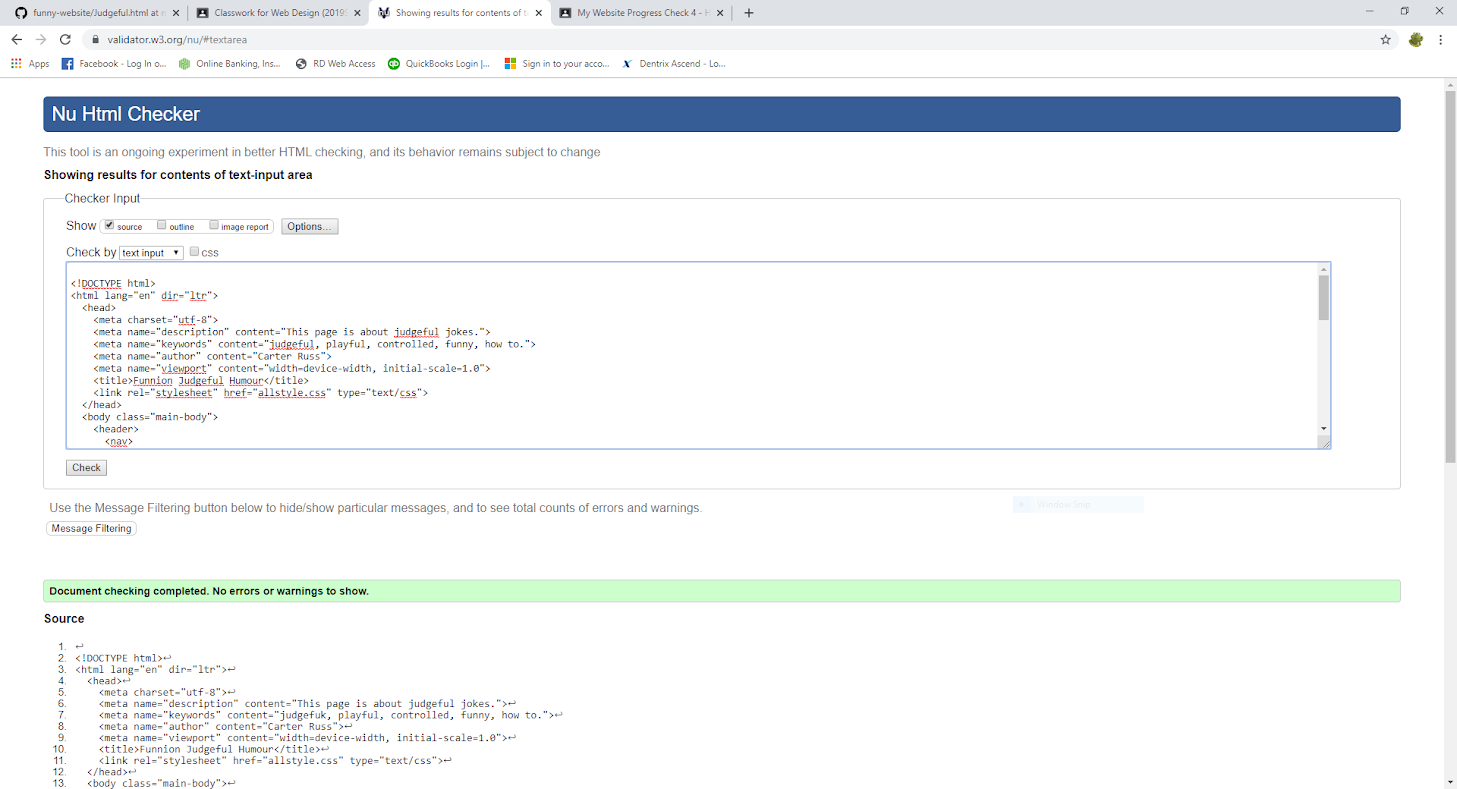 funny-website/Judgeful.html at m
Classwork for Web Design (2019S
Showing results for contents of te
My Website Progress Check 4 - H
validator.w3.org/nu/#textarea
Apps Facebook - Log In o... Online Banking, Ins... RD Web Access QuickBooks Login |... Sign in to your acco... Dentrix Ascend - Lo...
Nu Html Checker
This tool is an ongoing experiment in better HTML checking, and its behavior remains subject to change
Showing results for contents of text-input area
Checker Input
Show source outline image report Options...
Check by text input css
<!DOCTYPE html>
<html lang="en" dir="ltr">
<head>
<meta charset="utf-8">
<meta name="description" content="This page is about judgeful jokes.">
<meta name="keywords" content="judgeful, playful, controlled, funny, how to.">
<meta name="author" content="Carter Russ">
<meta name="viewport" content="width=device-width, initial-scale=1.0">
<title>Funnion Judgeful Humour</title>
<link rel="stylesheet" href="allstyle.css" type="text/css">
</head>
<body class="main-body">
<header>
<nav>
Check
Use the Message Filtering button below to hide/show particular messages, and to see total counts of errors and warnings.
Window Snip
Message Filtering
Document checking completed. No errors or warnings to show.
Source
1. ↩
2. <!DOCTYPE html>↩
3. <html lang="en" dir="ltr">↩
4. <head>↩
5. <meta charset="utf-8">↩
6. <meta name="description" content="This page is about judgeful jokes.">↩
7. <meta name="keywords" content="judgefuk, playful, controlled, funny, how to.">↩
8. <meta name="author" content="Carter Russ">↩
9. <meta name="viewport" content="width=device-width, initial-scale=1.0">↩
10. <title>Funnion Judgeful Humour</title>↩
11. <link rel="stylesheet" href="allstyle.css" type="text/css">↩
12. </head>↩
13. <body class="main-body">↩